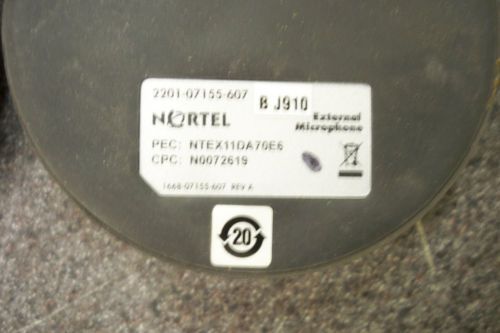 2201-07155-607 B J910
NORTEL External
Microphone
PEC: NTEX11DA70E6
CPC: N0072619
1668-07155-607 REV A
20